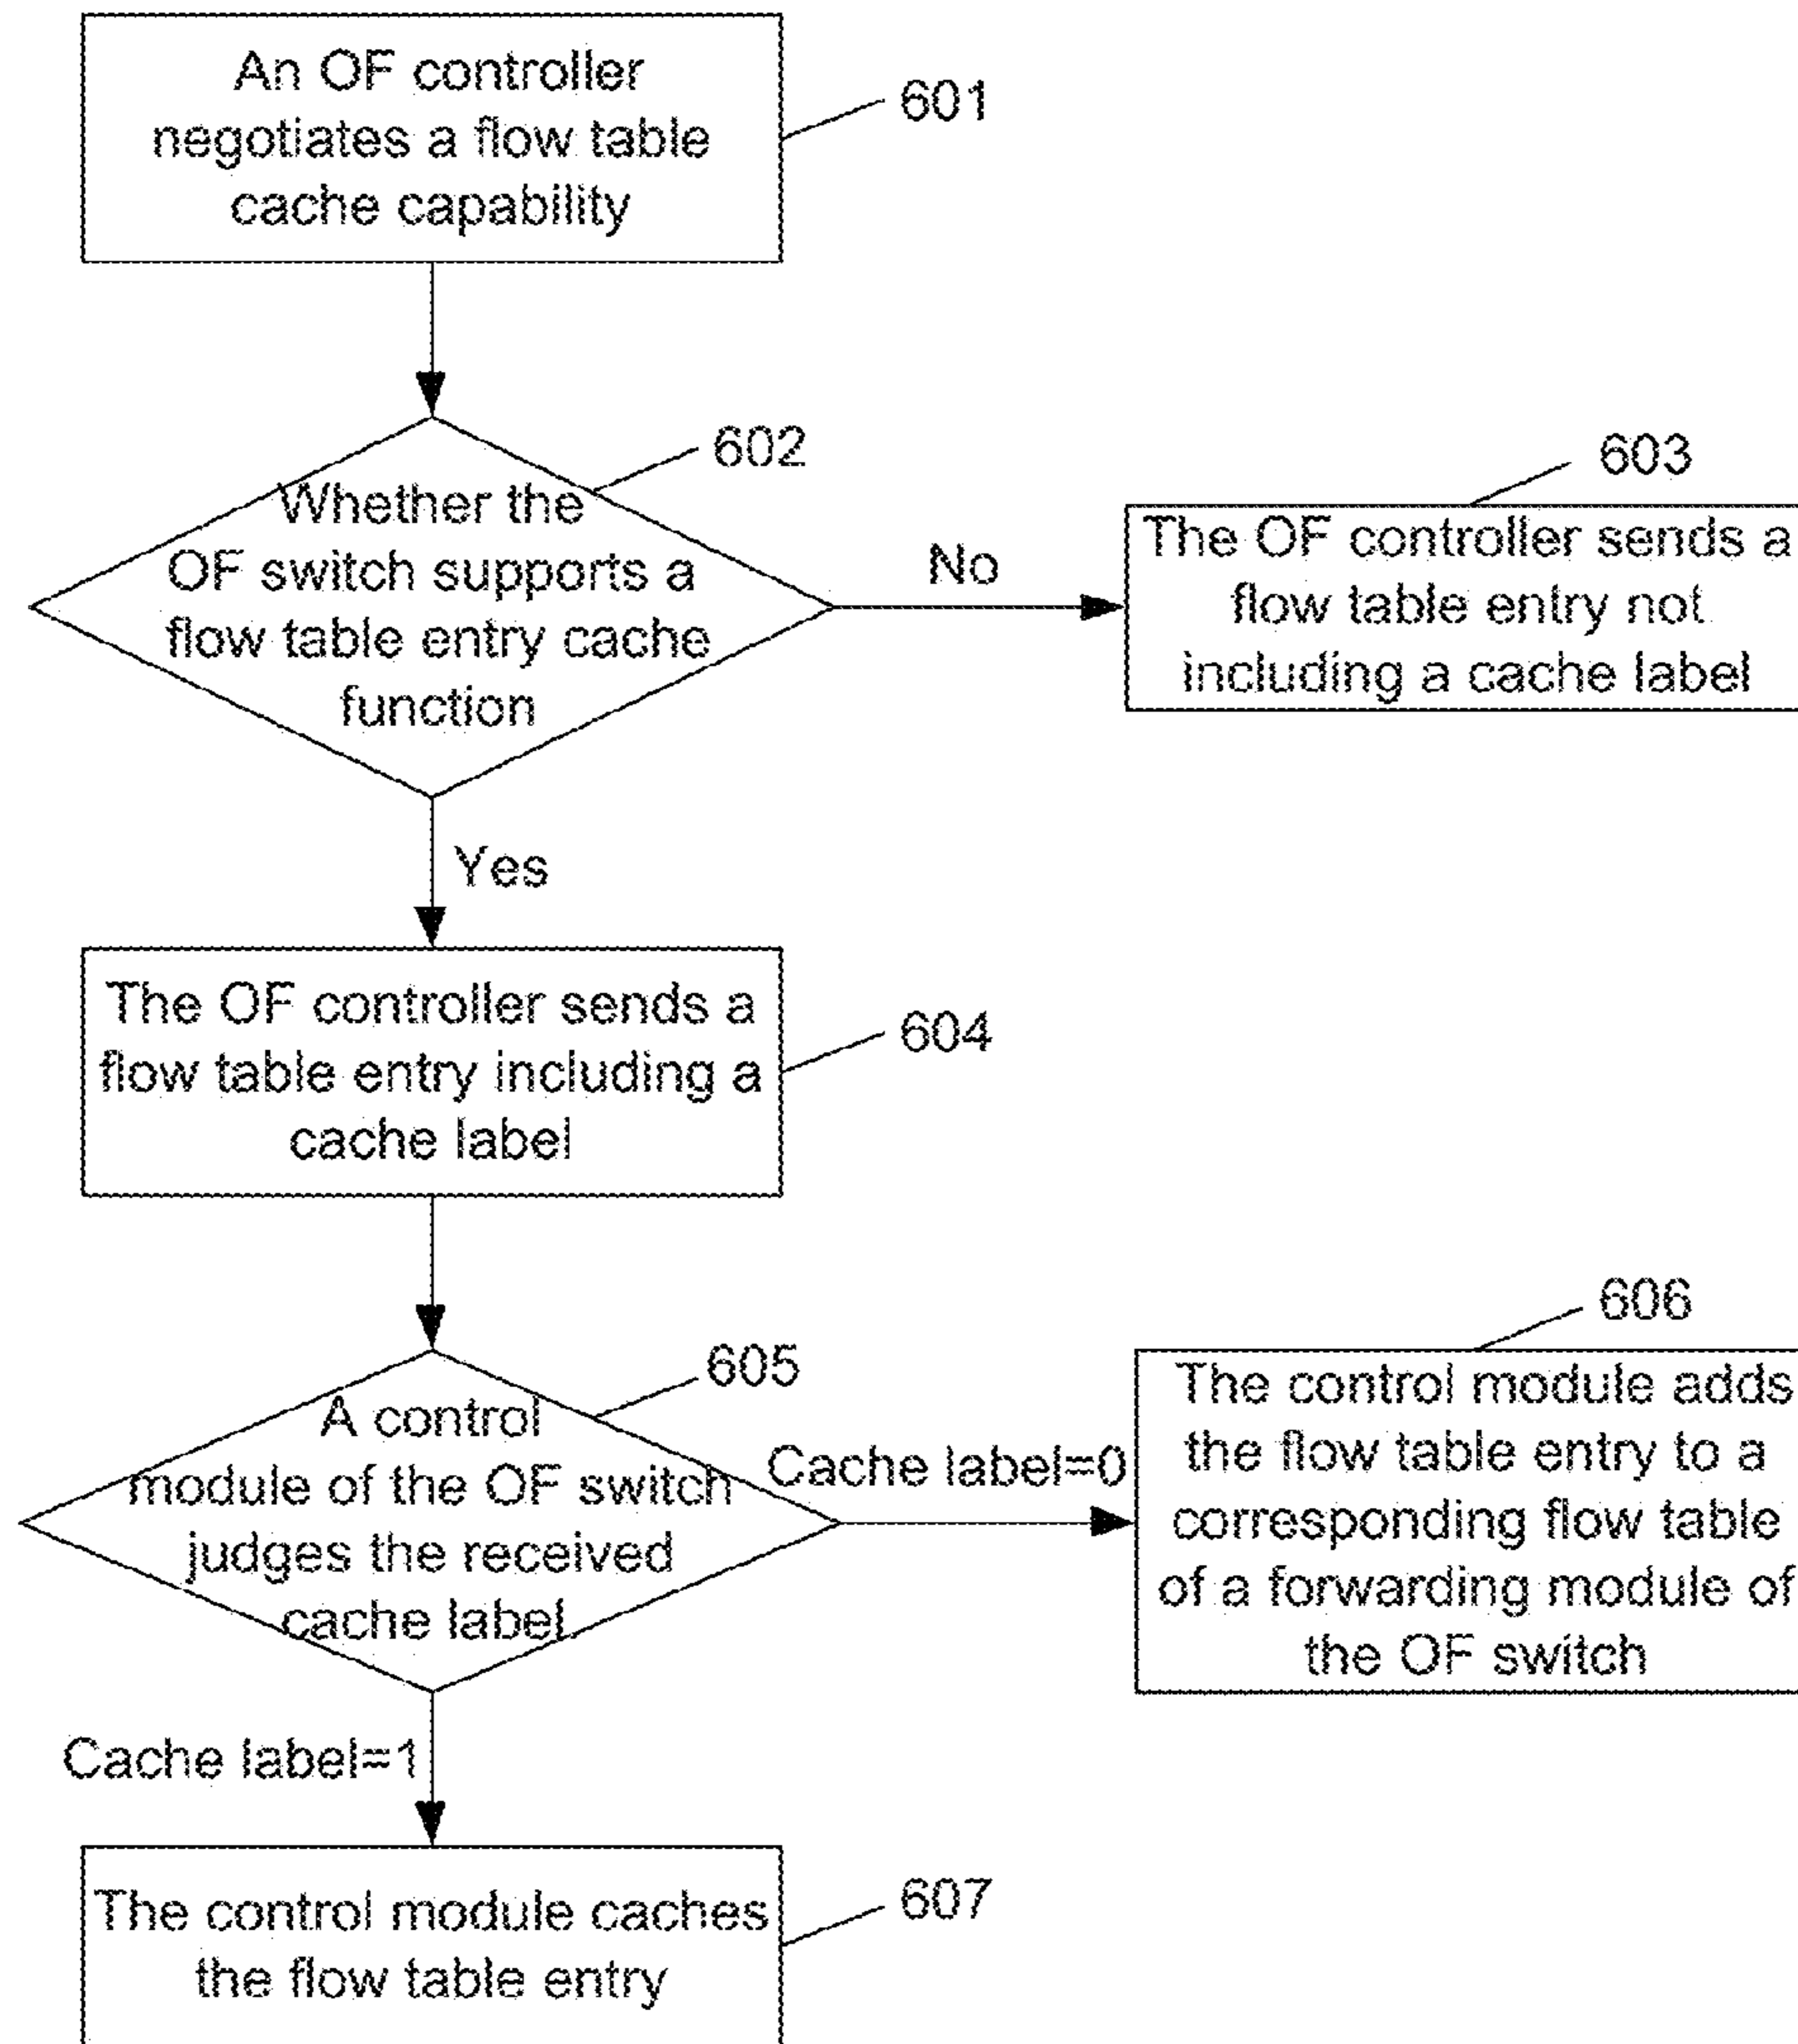 An OF controller
negotiates a flow table
cache capability
601
602
Whether the
OF switch supports a
flow table entry cache
function
No
603
The OF controller sends a
flow table entry not
including a cache label
Yes
The OF controller sends a
flow table entry including a
cache label
604
605
A control
module of the OF switch
judges the received
cache label
Cache label=0
606
The control module adds
the flow table entry to a
corresponding flow table
of a forwarding module of
the OF switch
Cache label=1
The control module caches
the flow table entry
607